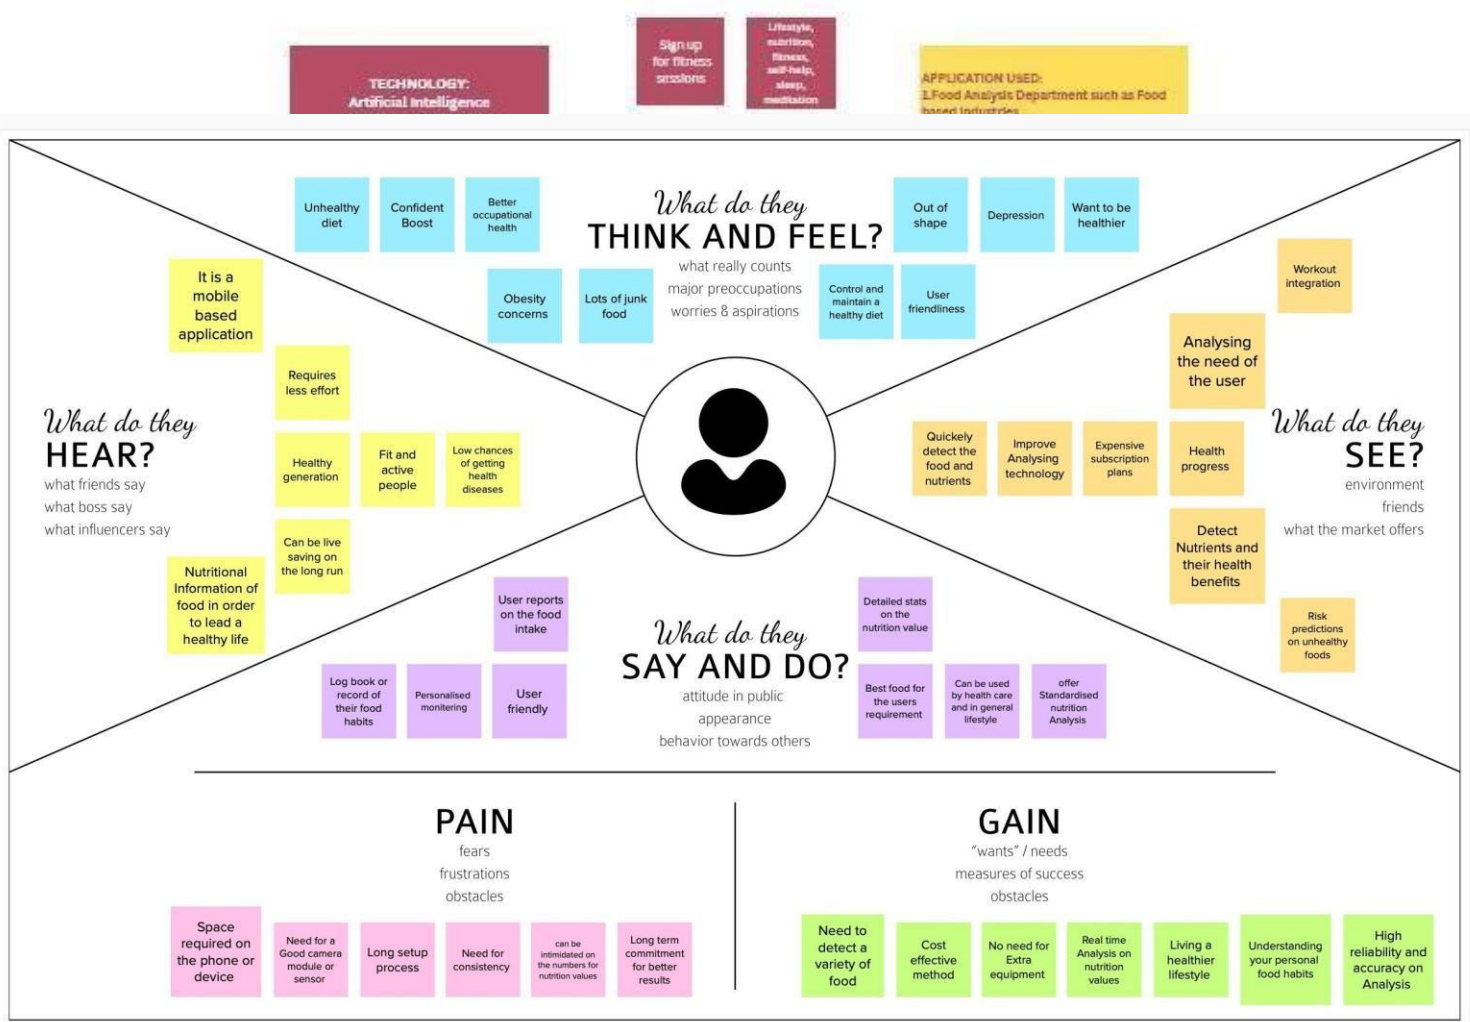 TECHNOLOGY:
Artificial Intelligence
Sign up
for fitness
sessions
Lifestyle,
nutrition,
fitness,
self-help,
sleep,
meditation
APPLICATION USED:
1.Food Analysis Department such as Food
based Industries
What do they
THINK AND FEEL?
what really counts
major preoccupations
worries & aspirations
Unhealthy
diet
Confident
Boost
Better
occupational
health
Obesity
concerns
Lots of junk
food
Out of
shape
Depression
Want to be
healthier
Control and
maintain a
healthy diet
User
friendliness
What do they
HEAR?
what friends say
what boss say
what influencers say
It is a
mobile
based
application
Requires
less effort
Healthy
generation
Fit and
active
people
Low chances
of getting
health
diseases
Can be live
saving on
the long run
Nutritional
Information of
food in order
to lead a
healthy life
What do they
SEE?
environment
friends
what the market offers
Workout
integration
Analysing
the need of
the user
Quickely
detect the
food and
nutrients
Improve
Analysing
technology
Expensive
subscription
plans
Health
progress
Detect
Nutrients and
their health
benefits
Risk
predictions
on unhealthy
foods
What do they
SAY AND DO?
attitude in public
appearance
behavior towards others
User reports
on the food
intake
Log book or
record of
their food
habits
Personalised
monitering
User
friendly
Detailed stats
on the
nutrition value
Best food for
the users
requirement
Can be used
by health care
and in general
lifestyle
offer
Standardised
nutrition
Analysis
PAIN
fears
frustrations
obstacles
Space
required on
the phone or
device
Need for a
Good camera
module or
sensor
Long setup
process
Need for
consistency
can be
intimidated on
the numbers for
nutrition values
Long term
commitment
for better
results
GAIN
"wants" / needs
measures of success
obstacles
Need to
detect a
variety of
food
Cost
effective
method
No need for
Extra
equipment
Real time
Analysis on
nutrition
values
Living a
healthier
lifestyle
Understanding
your personal
food habits
High
reliability and
accuracy on
Analysis